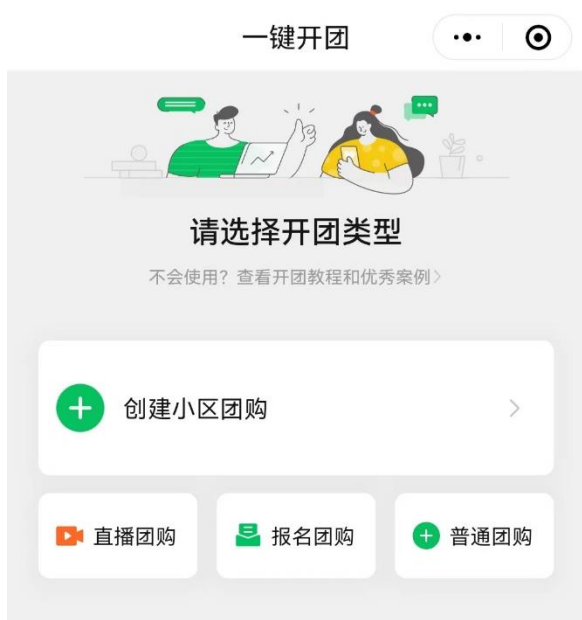 一键开团
请选择开团类型
不会使用？查看开团教程和优秀案例>
创建小区团购
直播团购
报名团购
普通团购